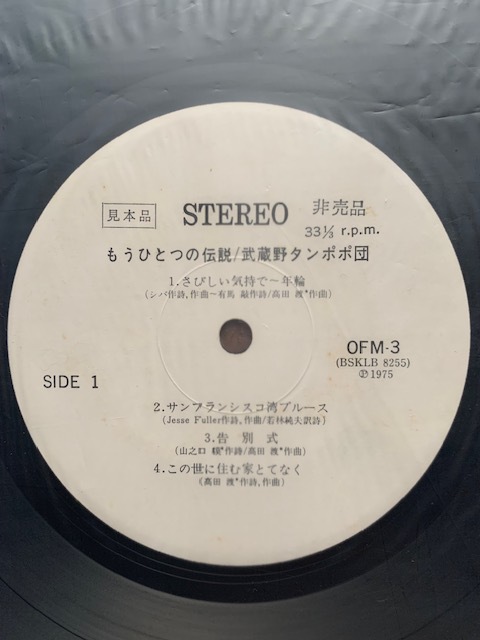 見本品 STEREO 非売品
33⅓ r.p.m.
もうひとつの伝説/武蔵野タンポポ団
1.さびしい気持で〜年輪
(シバ作詩,作曲〜有馬 敲作詩/高田 渡*作曲)
OFM-3
(BSKLB 8255)
Ⓟ1975
SIDE 1
2.サンフランシスコ湾ブルース
(Jesse Fuller作詩,作曲/若林純夫訳詩)
3.告別式
(山之口 貘*作詩/高田 渡*作曲)
4.この世に住む家とてなく
(高田 渡*作詩,作曲)